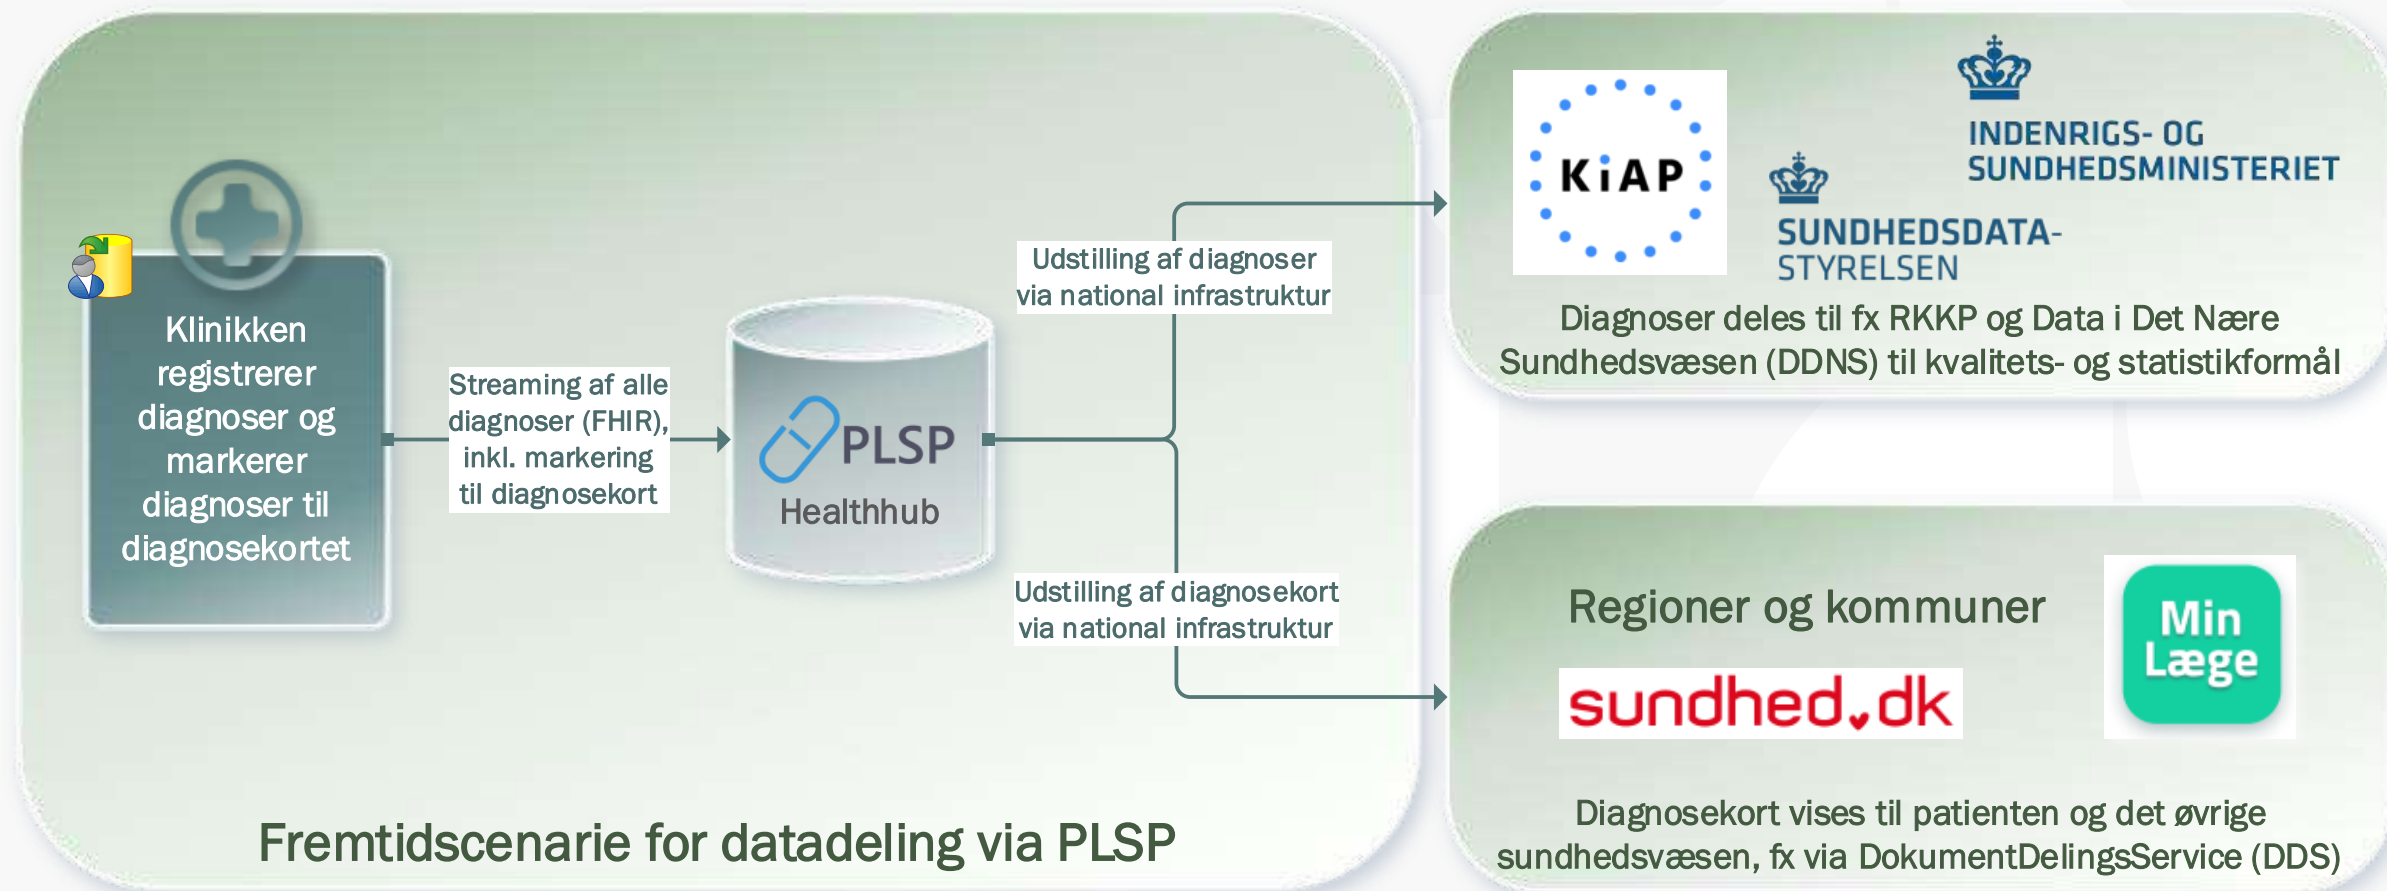 Klinikken
registrerer
diagnoser og
markerer
diagnoser til
diagnosekortet
Streaming af alle
diagnoser (FHIR),
inkl. markering
til diagnosekort
PLSP
Healthhub
Udstilling af diagnoser
via national infrastruktur
Udstilling af diagnosekort
via national infrastruktur
Fremtidscenarie for datadeling via PLSP
KiAP
INDENRIGS- OG
SUNDHEDSMINISTERIET
SUNDHEDSDATA-
STYRELSEN
Diagnoser deles til fx RKKP og Data i Det Nære
Sundhedsvæsen (DDNS) til kvalitets- og statistikformål
Regioner og kommuner
sundhed.dk
Min
Læge
Diagnosekort vises til patienten og det øvrige
sundhedsvæsen, fx via DokumentDelingsService (DDS)